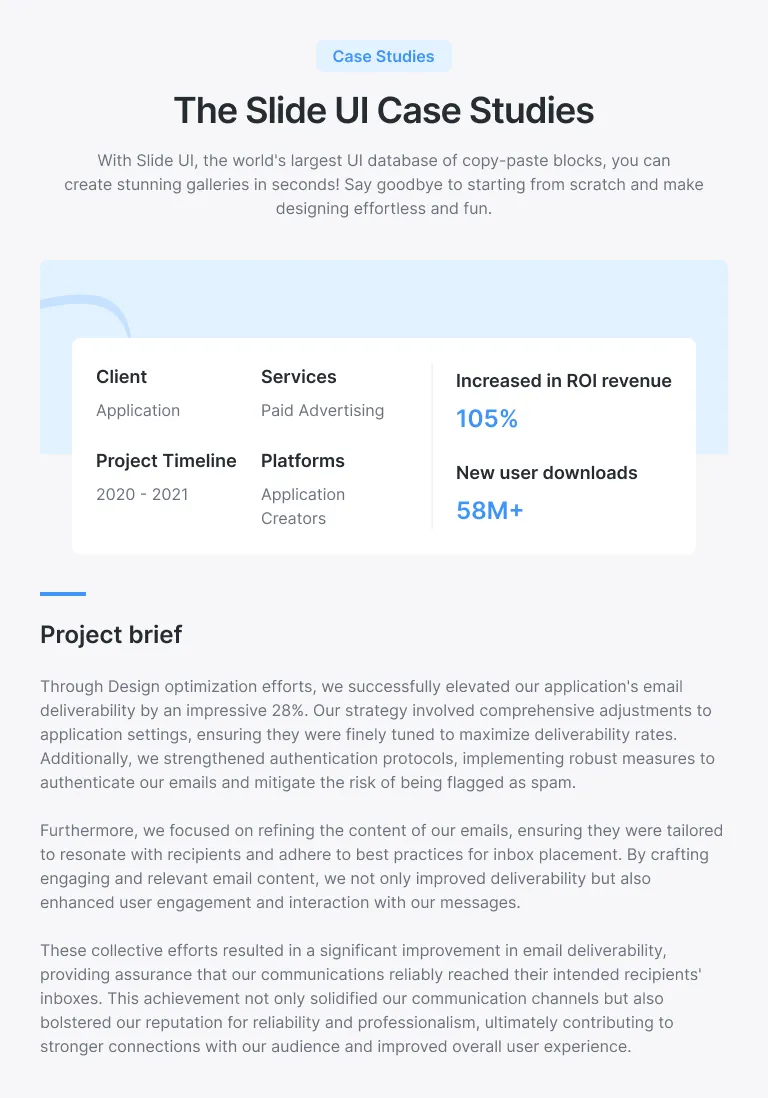 Case Studies
The Slide UI Case Studies
With Slide UI, the world's largest UI database of copy-paste blocks, you can
create stunning galleries in seconds! Say goodbye to starting from scratch and make
designing effortless and fun.
Client
Application
Services
Paid Advertising
Project Timeline
2020 - 2021
Platforms
Application
Creators
Increased in ROI revenue
105%
New user downloads
58M+
Project brief
Through Design optimization efforts, we successfully elevated our application's email
deliverability by an impressive 28%. Our strategy involved comprehensive adjustments to
application settings, ensuring they were finely tuned to maximize deliverability rates.
Additionally, we strengthened authentication protocols, implementing robust measures to
authenticate our emails and mitigate the risk of being flagged as spam.
Furthermore, we focused on refining the content of our emails, ensuring they were tailored
to resonate with recipients and adhere to best practices for inbox placement. By crafting
engaging and relevant email content, we not only improved deliverability but also
enhanced user engagement and interaction with our messages.
These collective efforts resulted in a significant improvement in email deliverability,
providing assurance that our communications reliably reached their intended recipients'
inboxes. This achievement not only solidified our communication channels but also
bolstered our reputation for reliability and professionalism, ultimately contributing to
stronger connections with our audience and improved overall user experience.